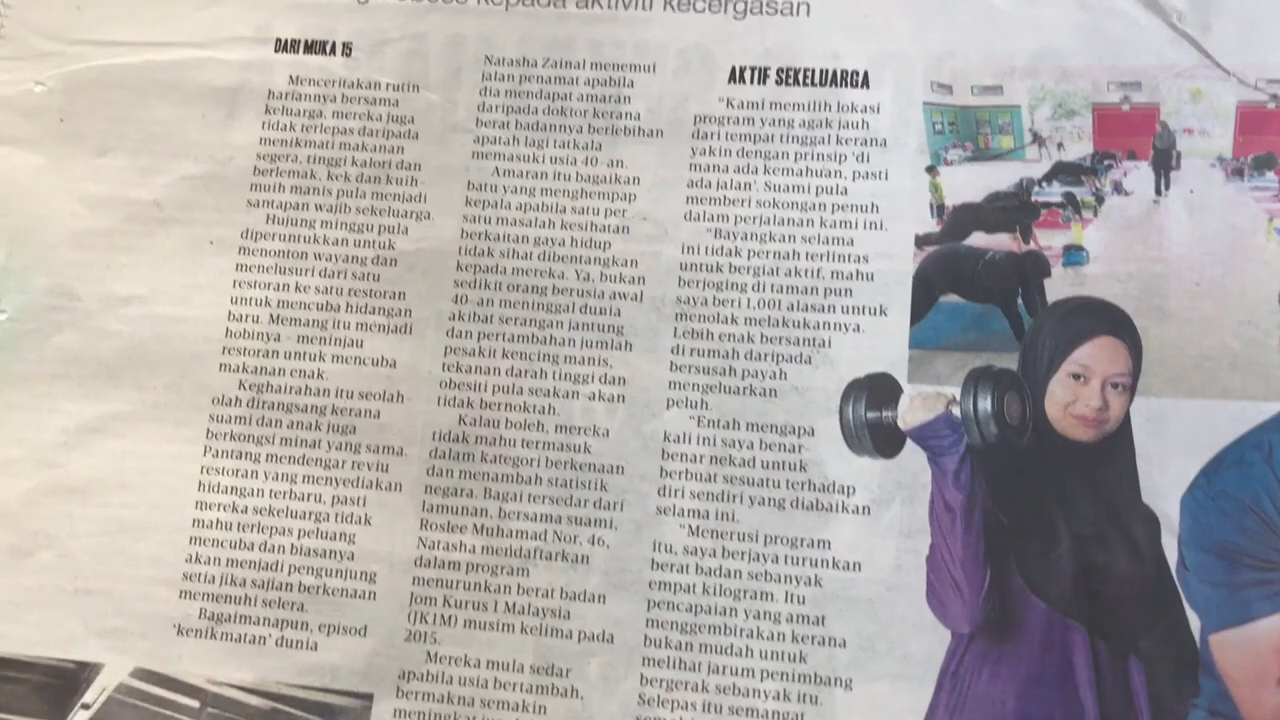 kepada aktiviti kecergasan
DARI MUKA 15
Menceritakan rutin
hariannya bersama
keluarga, mereka juga
tidak terlepas daripada
menikmati makanan
segera, tinggi kalori dan
berlemak, kek dan kuih-
muih manis pula menjadi
santapan wajib sekeluarga.
Hujung minggu pula
diperuntukkan untuk
menonton wayang dan
menelusuri dari satu
restoran ke satu restoran
untuk mencuba hidangan
baru. Memang itu menjadi
hobinya - meninjau
restoran untuk mencuba
makanan enak.
Keghairahan itu seolah-
olah dirangsang kerana
suami dan anak juga
berkongsi minat yang sama.
Pantang mendengar reviu
restoran yang menyediakan
hidangan terbaru, pasti
mereka sekeluarga tidak
mahu terlepas peluang
mencuba dan biasanya
akan menjadi pengunjung
setia jika sajian berkenaan
memenuhi selera.
Bagaimanapun, episod
'kenikmatan' dunia
Natasha Zainal menemui
jalan penamat apabila
dia mendapat amaran
daripada doktor kerana
berat badannya berlebihan
apatah lagi tatkala
memasuki usia 40-an.
Amaran itu bagaikan
batu yang menghempap
kepala apabila satu per
satu masalah kesihatan
berkaitan gaya hidup
tidak sihat dibentangkan
kepada mereka. Ya, bukan
sedikit orang berusia awal
40-an meninggal dunia
akibat serangan jantung
dan pertambahan jumlah
pesakit kencing manis,
tekanan darah tinggi dan
obesiti pula seakan-akan
tidak bernoktah.
Kalau boleh, mereka
tidak mahu termasuk
dalam kategori berkenaan
dan menambah statistik
negara. Bagai tersedar dari
lamunan, bersama suami,
Roslee Muhamad Nor, 46,
Natasha mendaftarkan
dalam program
menurunkan berat badan
Jom Kurus 1 Malaysia
(JK1M) musim kelima pada
2015.
Mereka mula sedar
apabila usia bertambah,
bermakna semakin
AKTIF SEKELUARGA
"Kami memilih lokasi
program yang agak jauh
dari tempat tinggal kerana
yakin dengan prinsip 'di
mana ada kemahuan, pasti
ada jalan'. Suami pula
memberi sokongan penuh
dalam perjalanan kami ini.
"Bayangkan selama
ini tidak pernah terlintas
untuk bergiat aktif, mahu
berjoging di taman pun
saya beri 1,001 alasan untuk
menolak melakukannya.
Lebih enak bersantai
di rumah daripada
bersusah payah
mengeluarkan
peluh.
"Entah mengapa
kali ini saya benar-
benar nekad untuk
berbuat sesuatu terhadap
diri sendiri yang diabaikan
selama ini.
"Menerusi program
itu, saya berjaya turunkan
berat badan sebanyak
empat kilogram. Itu
pencapaian yang amat
menggembirakan kerana
bukan mudah untuk
melihat jarum penimbang
bergerak sebanyak itu.
Selepas itu semangat